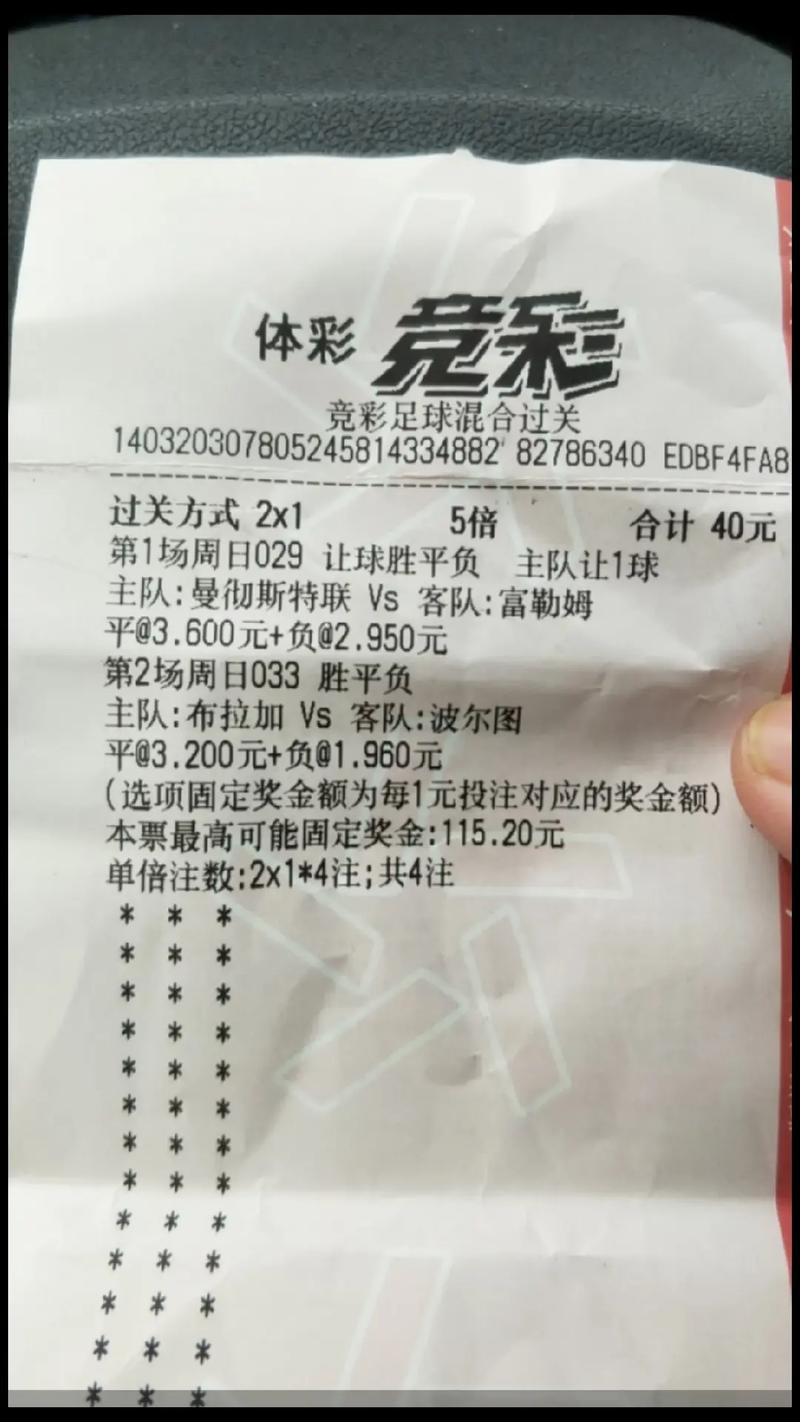 体彩 竞彩
竞彩足球混合过关
140320307805245814334882 82786340 EDBF4FA8
过关方式 2x1 5倍 合计 40元
第1场周日029 让球胜平负 主队让1球
主队:曼彻斯特联 Vs 客队:富勒姆
平@3.600元+负@2.950元
第2场周日033 胜平负
主队:布拉加 Vs 客队:波尔图
平@3.200元+负@1.960元
(选项固定奖金额为每1元投注对应的奖金额)
本票最高可能固定奖金:115.20元
单倍注数:2x1*4注;共4注
* * *
* * *
* * *
* * *
* * *
* * *
* * *
* * *
* * *
* * *
* * *
* * *
* * *